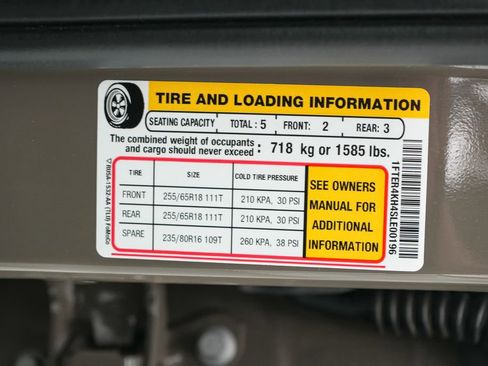 TIRE AND LOADING INFORMATION
SEATING CAPACITY TOTAL : 5 FRONT: 2 REAR: 3
The combined weight of occupants
and cargo should never exceed : 718 kg or 1585 lbs.
TIRE SIZE COLD TIRE PRESSURE
FRONT 255/65R18 111T 210 KPA, 30 PSI
REAR 255/65R18 111T 210 KPA, 30 PSI
SPARE 235/80R16 109T 260 KPA, 38 PSI
SEE OWNERS
MANUAL FOR
ADDITIONAL
INFORMATION
1FTER4KH4SLE00196